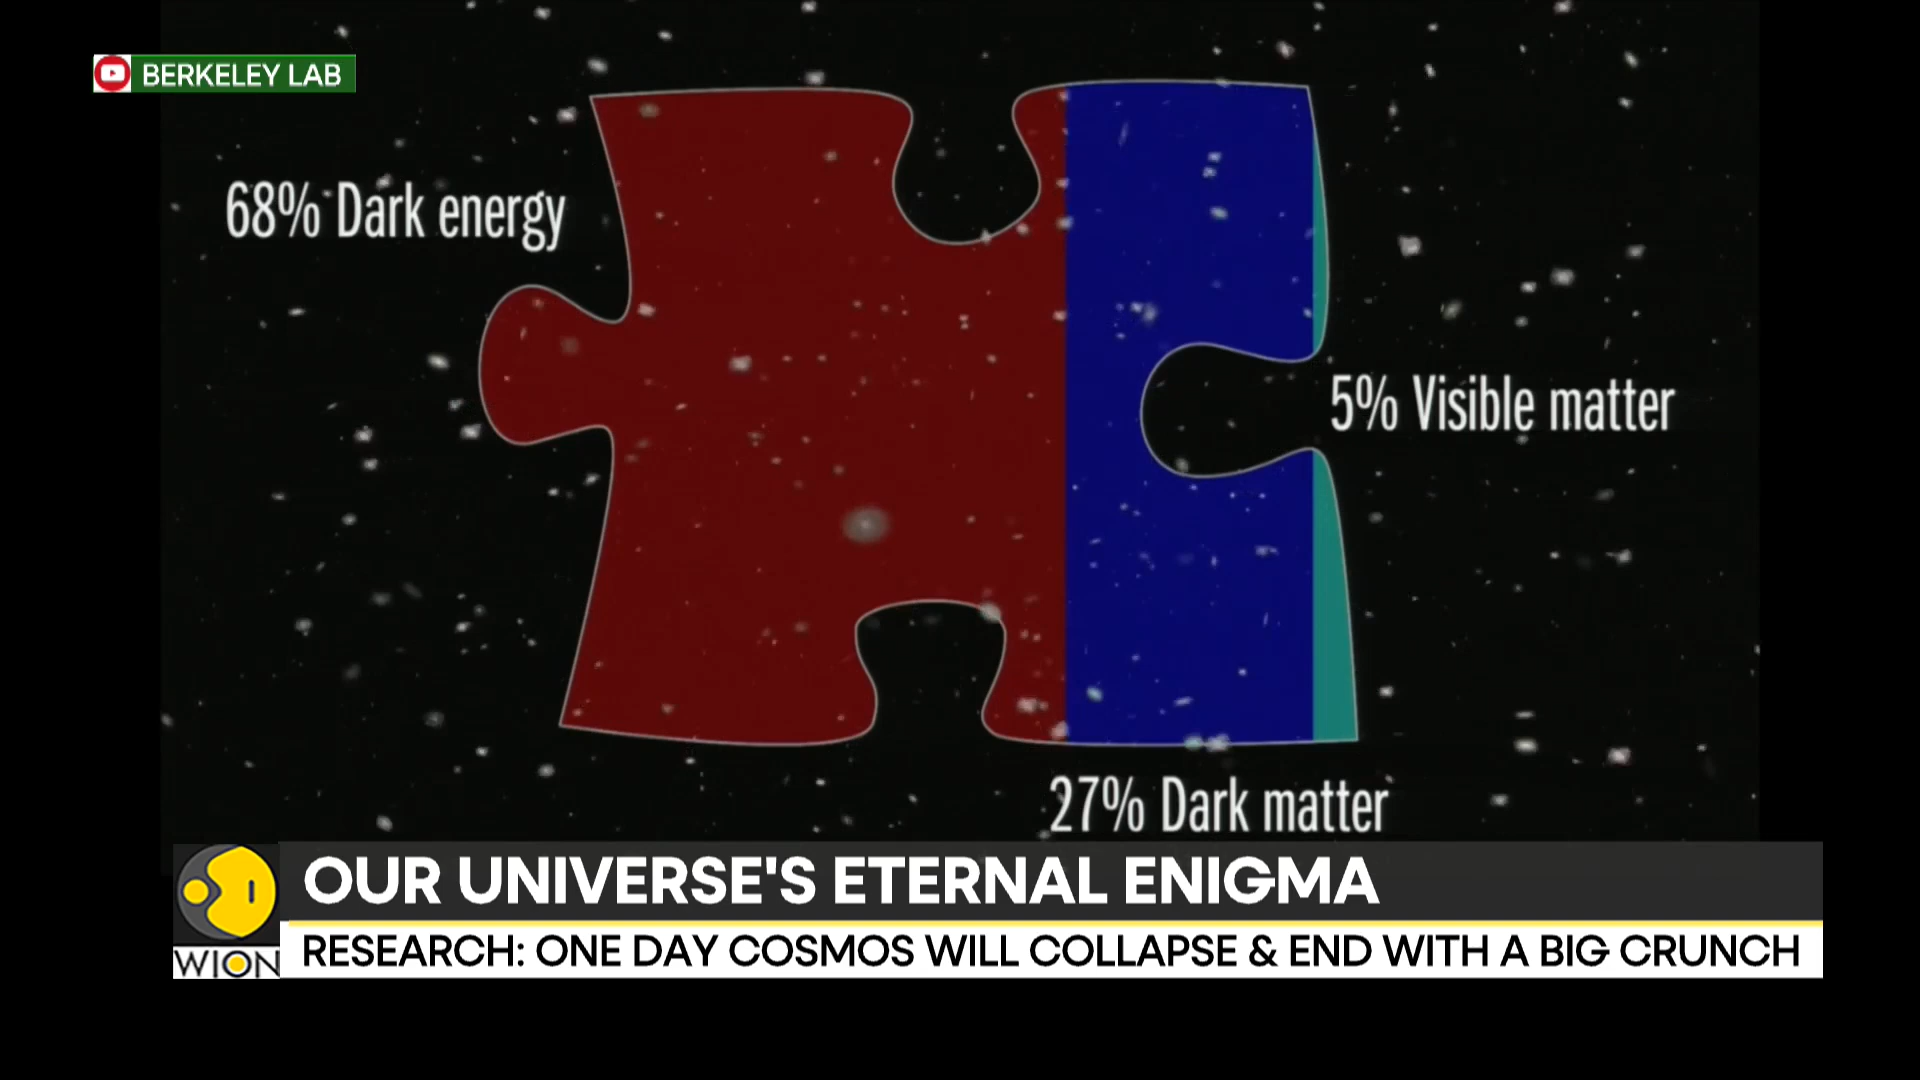 BERKELEY LAB
68% Dark energy
5% Visible matter
27% Dark matter
OUR UNIVERSE'S ETERNAL ENIGMA
RESEARCH: ONE DAY COSMOS WILL COLLAPSE & END WITH A BIG CRUNCH
WION